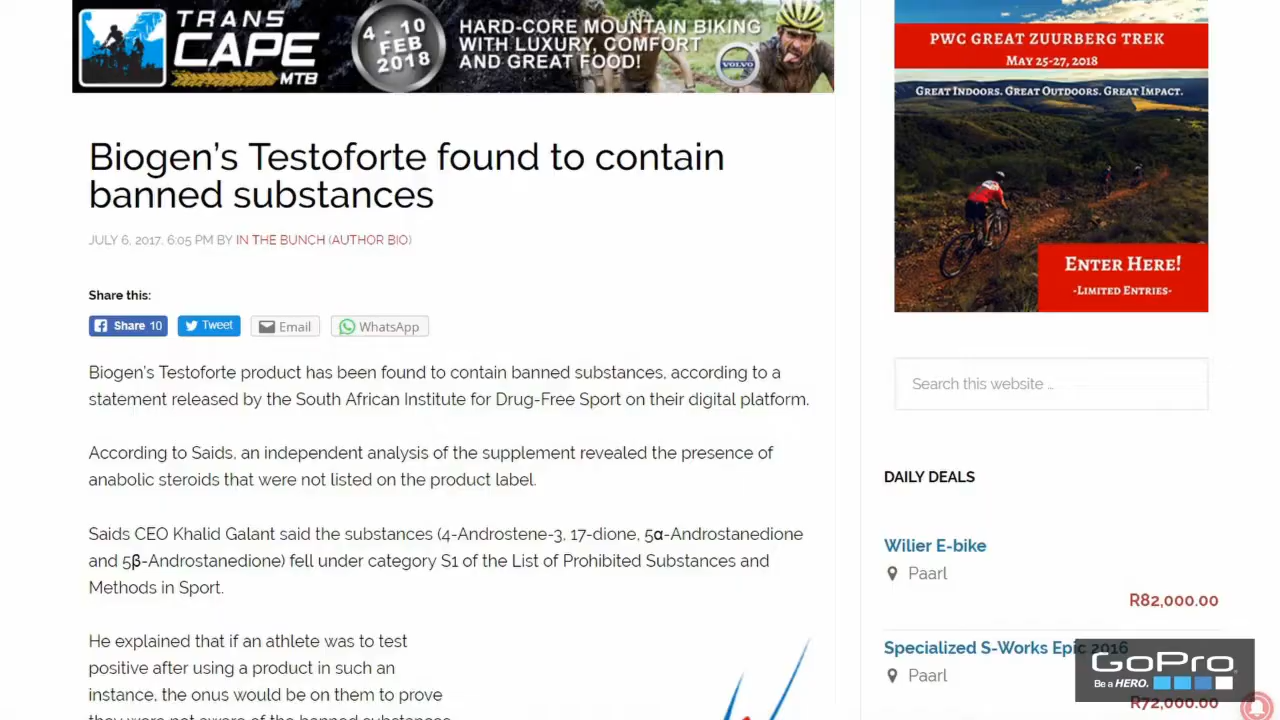 TRANS
CAPE
MTB
4 - 10
FEB
2018
HARD-CORE MOUNTAIN BIKING
WITH LUXURY, COMFORT
AND GREAT FOOD!
VOLVO
PWC GREAT ZUURBERG TREK
MAY 25-27, 2018
GREAT INDOORS. GREAT OUTDOORS. GREAT IMPACT.
ENTER HERE!
-LIMITED ENTRIES-
Biogen's Testoforte found to contain
banned substances
JULY 6, 2017, 6:05 PM BY IN THE BUNCH (AUTHOR BIO)
Share this:
Share 10 Tweet Email WhatsApp
Biogen's Testoforte product has been found to contain banned substances, according to a
statement released by the South African Institute for Drug-Free Sport on their digital platform.
According to Saids, an independent analysis of the supplement revealed the presence of
anabolic steroids that were not listed on the product label.
Saids CEO Khalid Galant said the substances (4-Androstene-3, 17-dione, 5α-Androstanedione
and 5β-Androstanedione) fell under category S1 of the List of Prohibited Substances and
Methods in Sport.
He explained that if an athlete was to test
positive after using a product in such an
instance, the onus would be on them to prove
they were not aware of the banned substances
Search this website ...
DAILY DEALS
Wilier E-bike
Paarl
R82,000.00
Specialized S-Works Epic 2016
Paarl
R72,000.00
GoPro
Be a HERO.